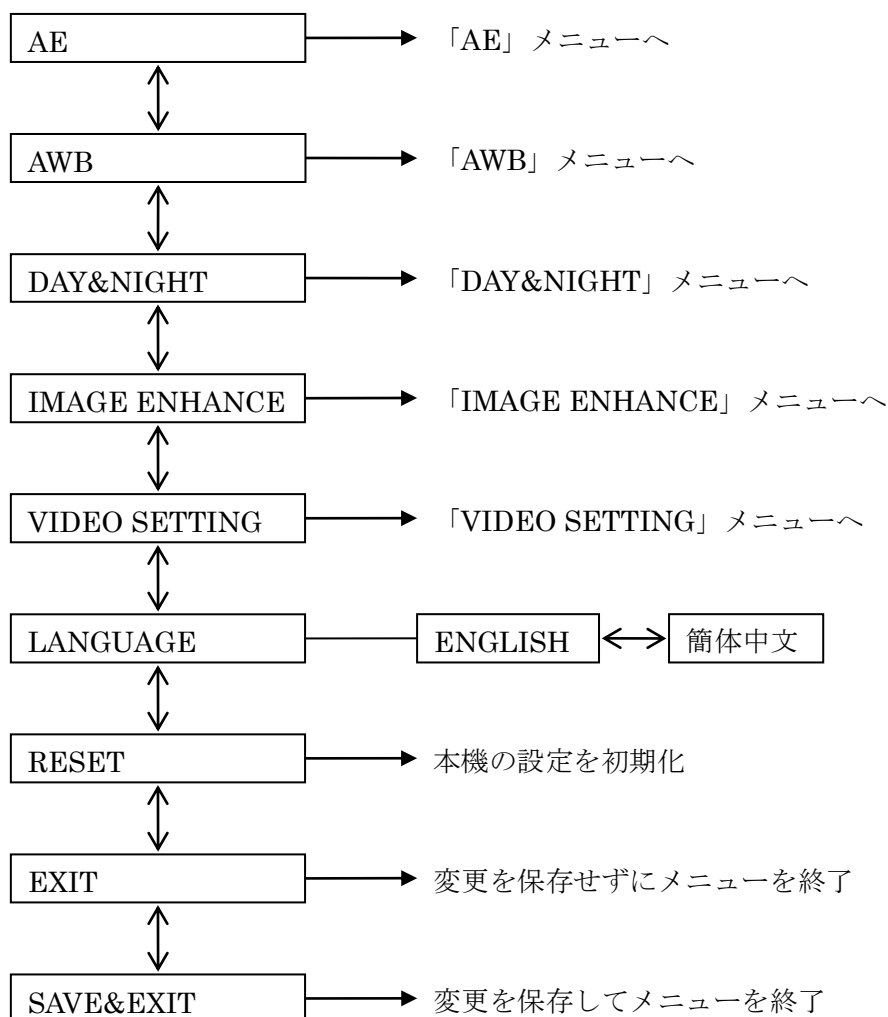 AE 「AE」メニューへ
AWB 「AWB」メニューへ
DAY&NIGHT 「DAY&NIGHT」メニューへ
IMAGE ENHANCE 「IMAGE ENHANCE」メニューへ
VIDEO SETTING 「VIDEO SETTING」メニューへ
LANGUAGE ENGLISH 簡体中文
RESET 本機の設定を初期化
EXIT 変更を保存せずにメニューを終了
SAVE&EXIT 変更を保存してメニューを終了